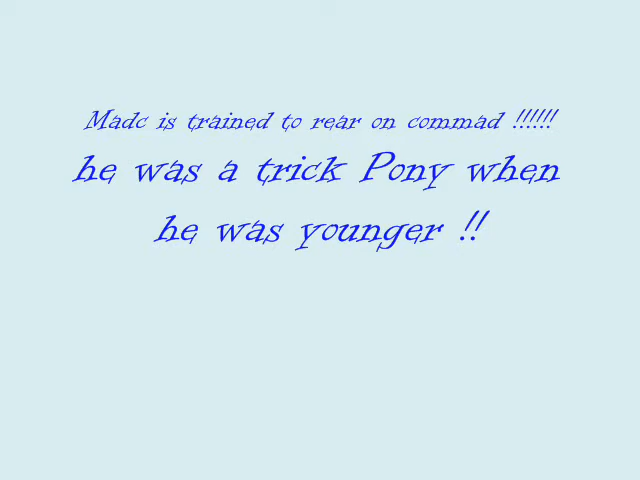 Madc is trained to rear on commad !!!!!!
he was a trick Pony when
he was younger !!